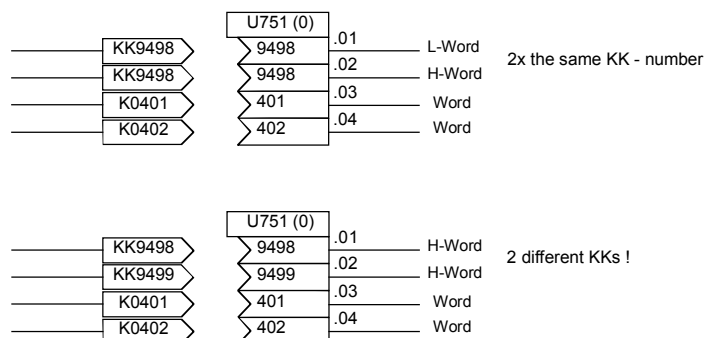 U751 (0)
KK9498 9498 .01 L-Word
KK9498 9498 .02 H-Word
2x the same KK - number
K0401 401 .03 Word
K0402 402 .04 Word
U751 (0)
KK9498 9498 .01 H-Word
KK9499 9499 .02 H-Word
2 different KKs !
K0401 401 .03 Word
K0402 402 .04 Word